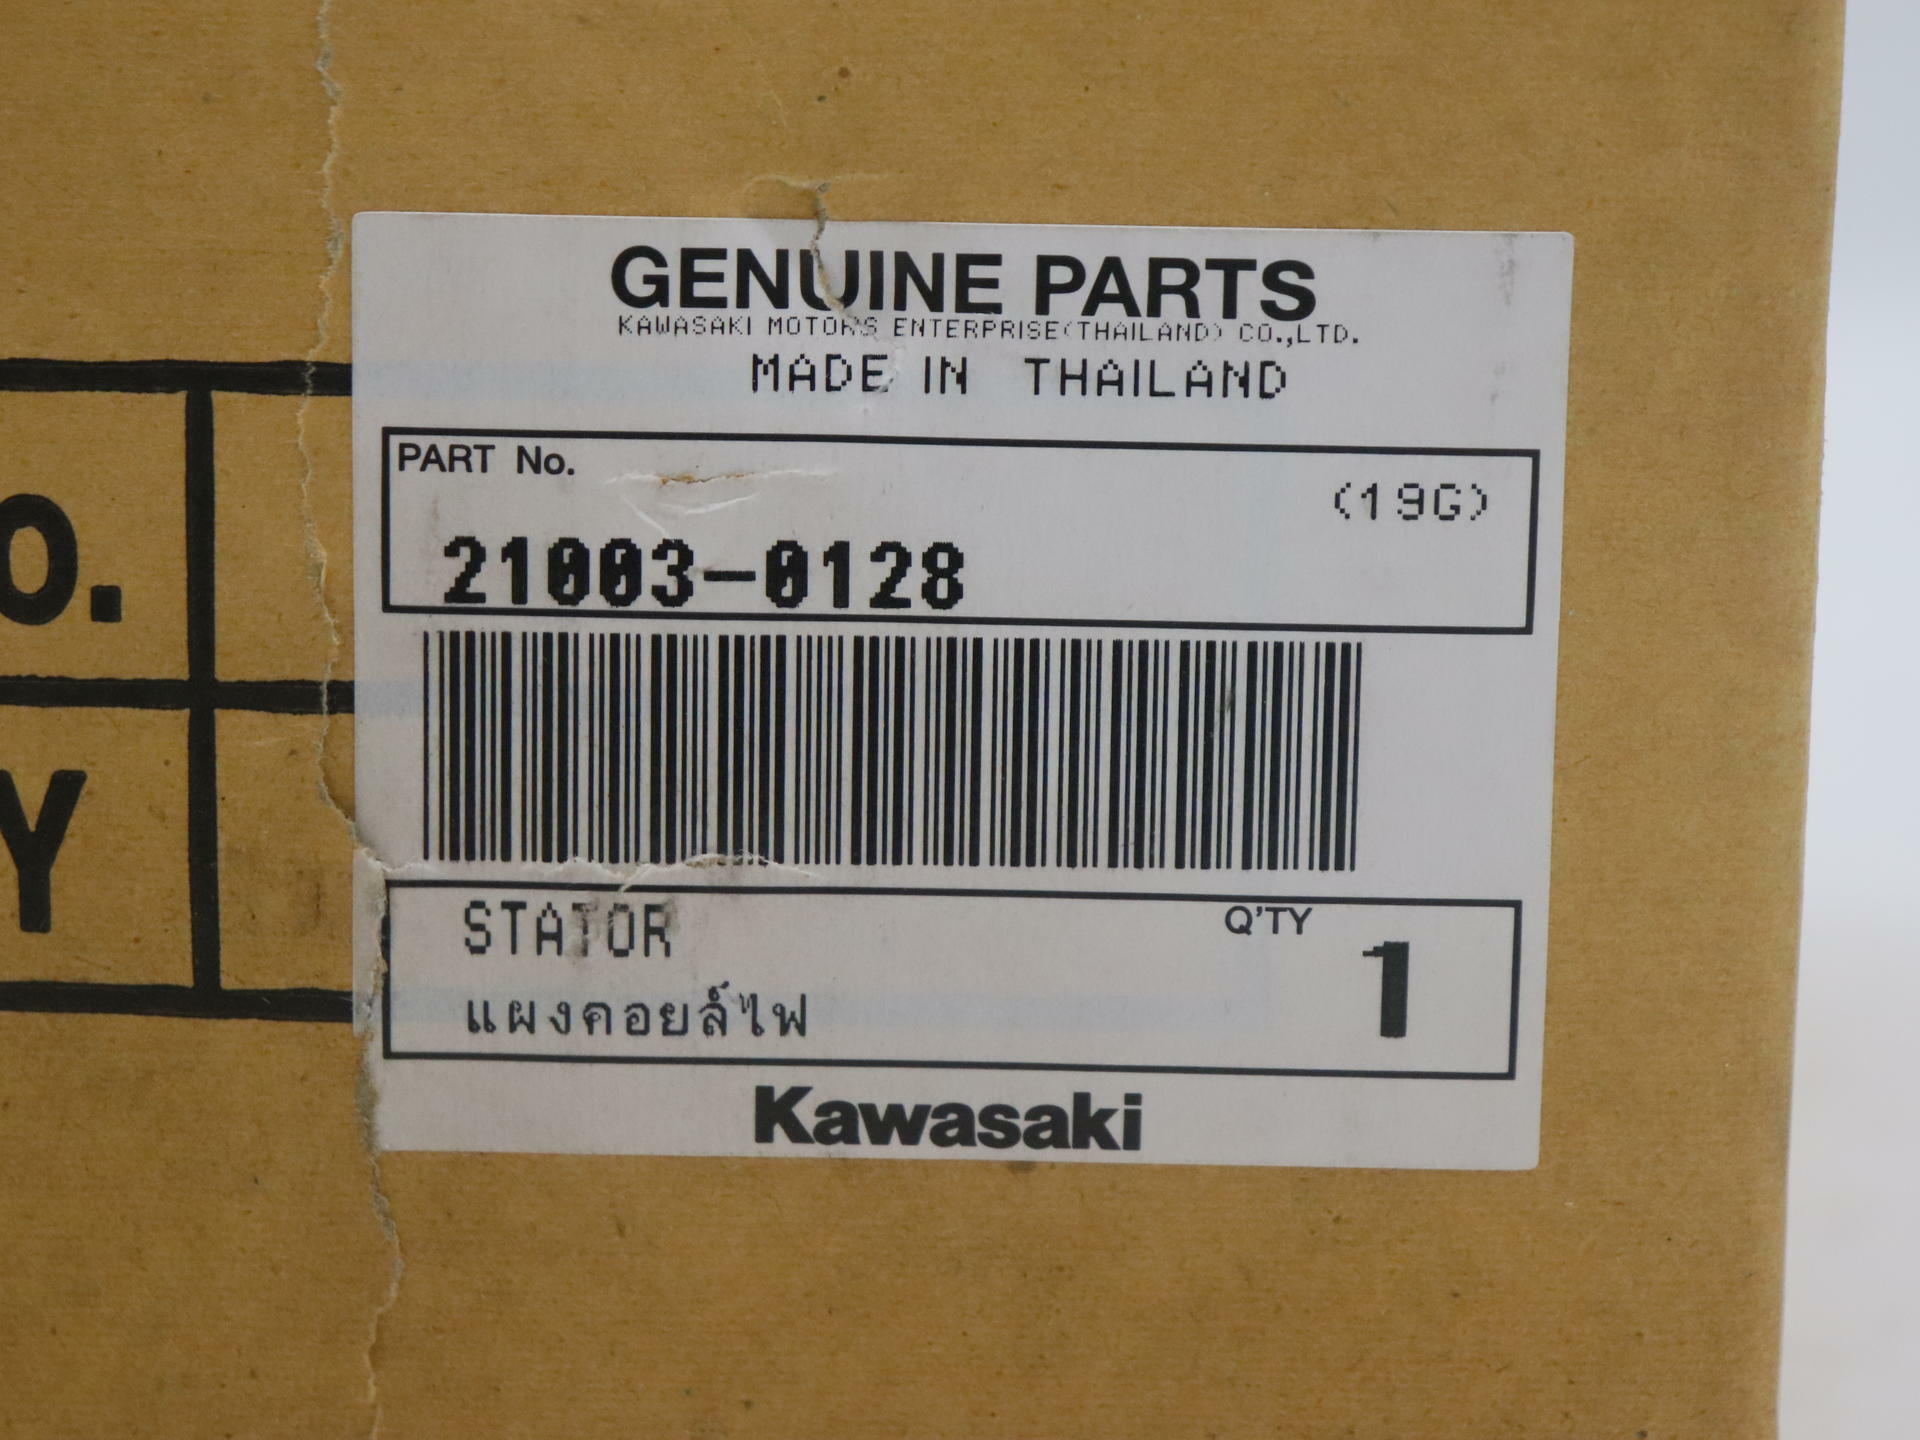 GENUINE PARTS
KAWASAKI MOTORS ENTERPRISE(THAILAND) CO.,LTD.
MADE IN THAILAND
PART No.
(19G)
21003-0128
STATOR
Q'TY
1
แผงคอยล์ไฟ
Kawasaki
o.
Y